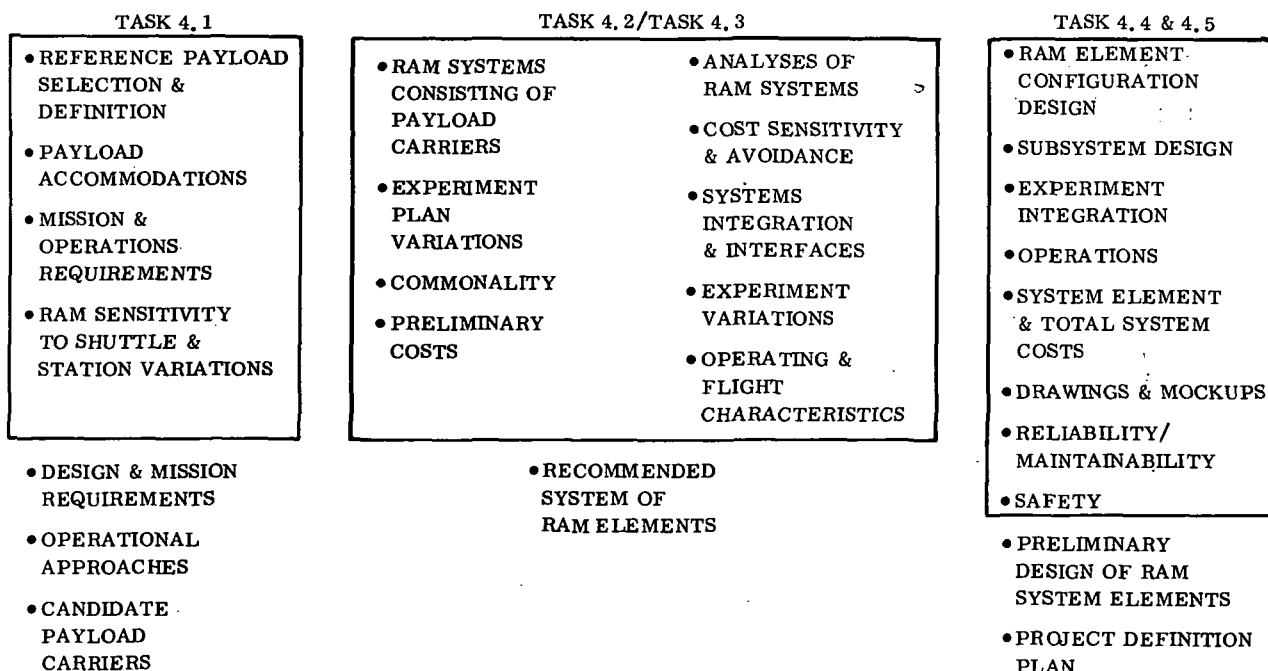 TASK 4.1
• REFERENCE PAYLOAD
SELECTION &
DEFINITION
• PAYLOAD
ACCOMMODATIONS
• MISSION &
OPERATIONS
REQUIREMENTS
• RAM SENSITIVITY
TO SHUTTLE &
STATION VARIATIONS
• DESIGN & MISSION
REQUIREMENTS
• OPERATIONAL
APPROACHES
• CANDIDATE
PAYLOAD
CARRIERS
TASK 4.2/TASK 4.3
• RAM SYSTEMS
CONSISTING OF
PAYLOAD
CARRIERS
• EXPERIMENT
PLAN
VARIATIONS
• COMMONALITY
• PRELIMINARY
COSTS
• ANALYSES OF
RAM SYSTEMS
• COST SENSITIVITY
& AVOIDANCE
• SYSTEMS
INTEGRATION
& INTERFACES
• EXPERIMENT
VARIATIONS
• OPERATING &
FLIGHT
CHARACTERISTICS
• RECOMMENDED
SYSTEM OF
RAM ELEMENTS
TASK 4.4 & 4.5
• RAM ELEMENT
CONFIGURATION
DESIGN
• SUBSYSTEM DESIGN
• EXPERIMENT
INTEGRATION
• OPERATIONS
• SYSTEM ELEMENT
& TOTAL SYSTEM
COSTS
• DRAWINGS & MOCKUPS
• RELIABILITY/
MAINTAINABILITY
• SAFETY
• PRELIMINARY
DESIGN OF RAM
SYSTEM ELEMENTS
• PROJECT DEFINITION
PLAN